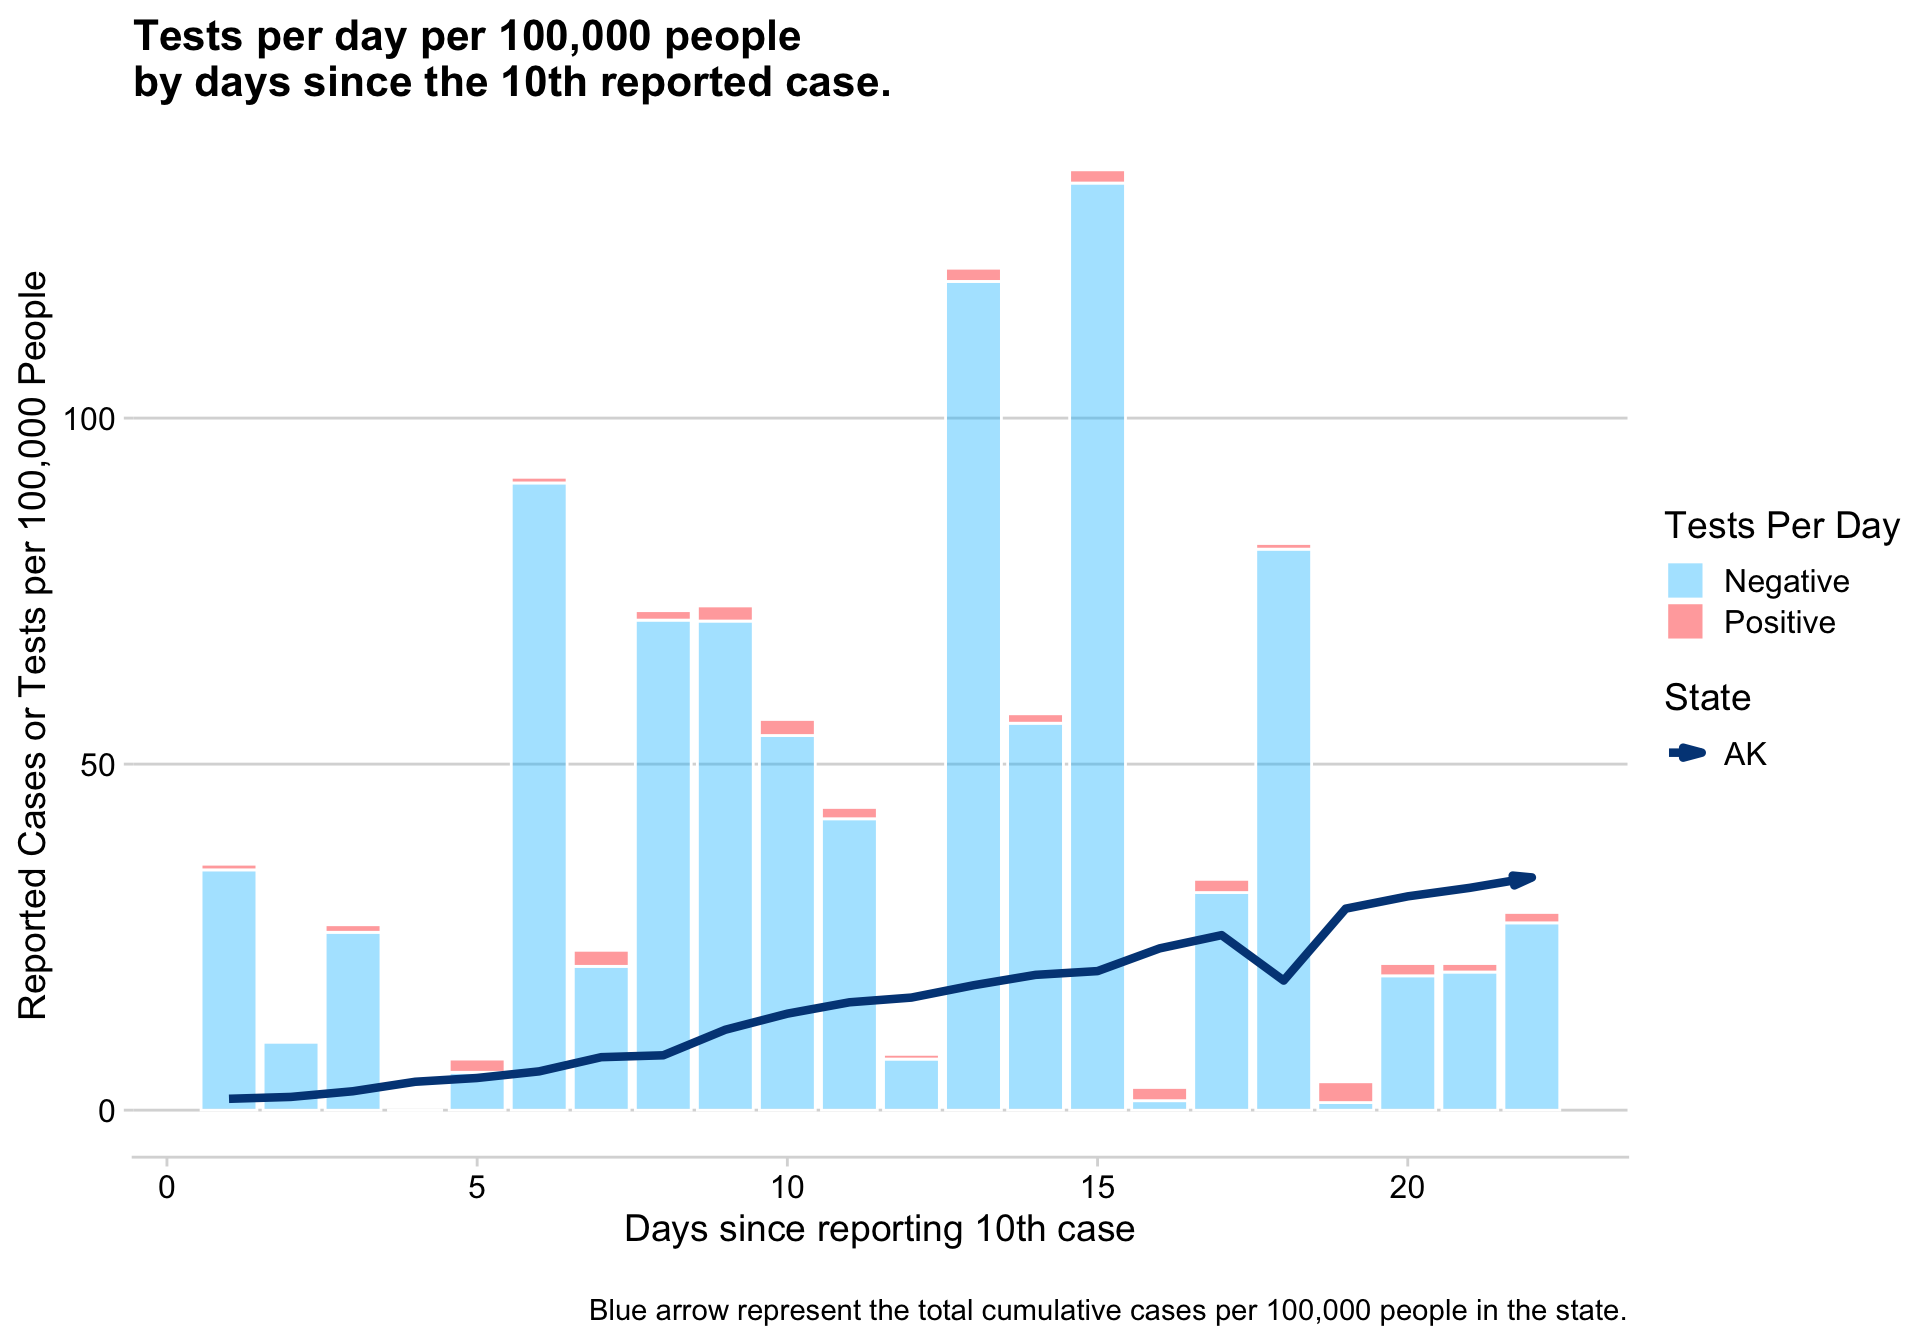 Tests per day per 100,000 people
by days since the 10th reported case.
Reported Cases or Tests per 100,000 People
100
50
0
0
5
10
15
20
Days since reporting 10th case
Tests Per Day
Negative
Positive
State
AK
Blue arrow represent the total cumulative cases per 100,000 people in the state.